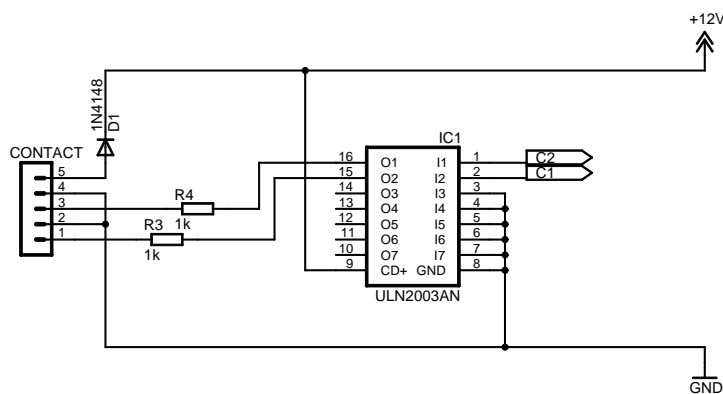 +12V
1N4148
D1
CONTACT
5
4
3
2
1
R4
1k
R3
1k
IC1
16 O1 I1 1 C2
15 O2 I2 2 C1
14 O3 I3 3
13 O4 I4 4
12 O5 I5 5
11 O6 I6 6
10 O7 I7 7
9 CD+ GND 8
ULN2003AN
GND